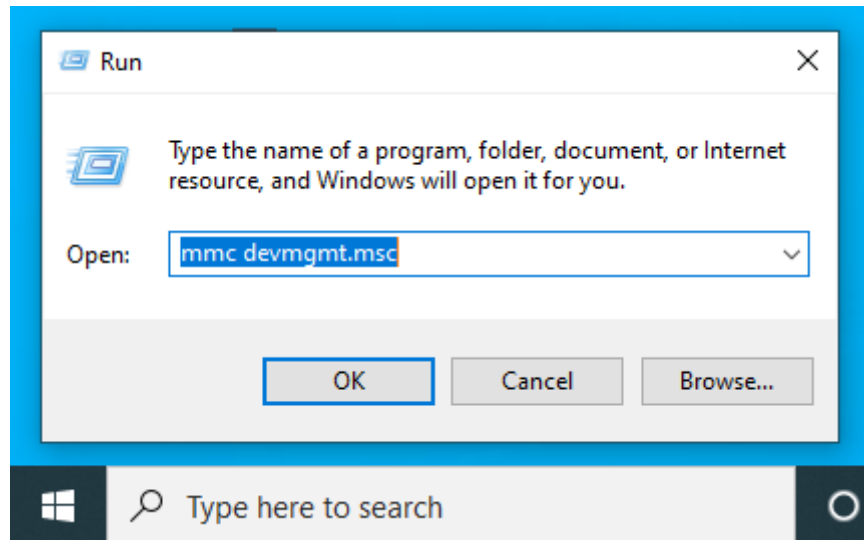 Run
Type the name of a program, folder, document, or Internet
resource, and Windows will open it for you.
Open: mmc devmgmt.msc
OK Cancel Browse...
Type here to search